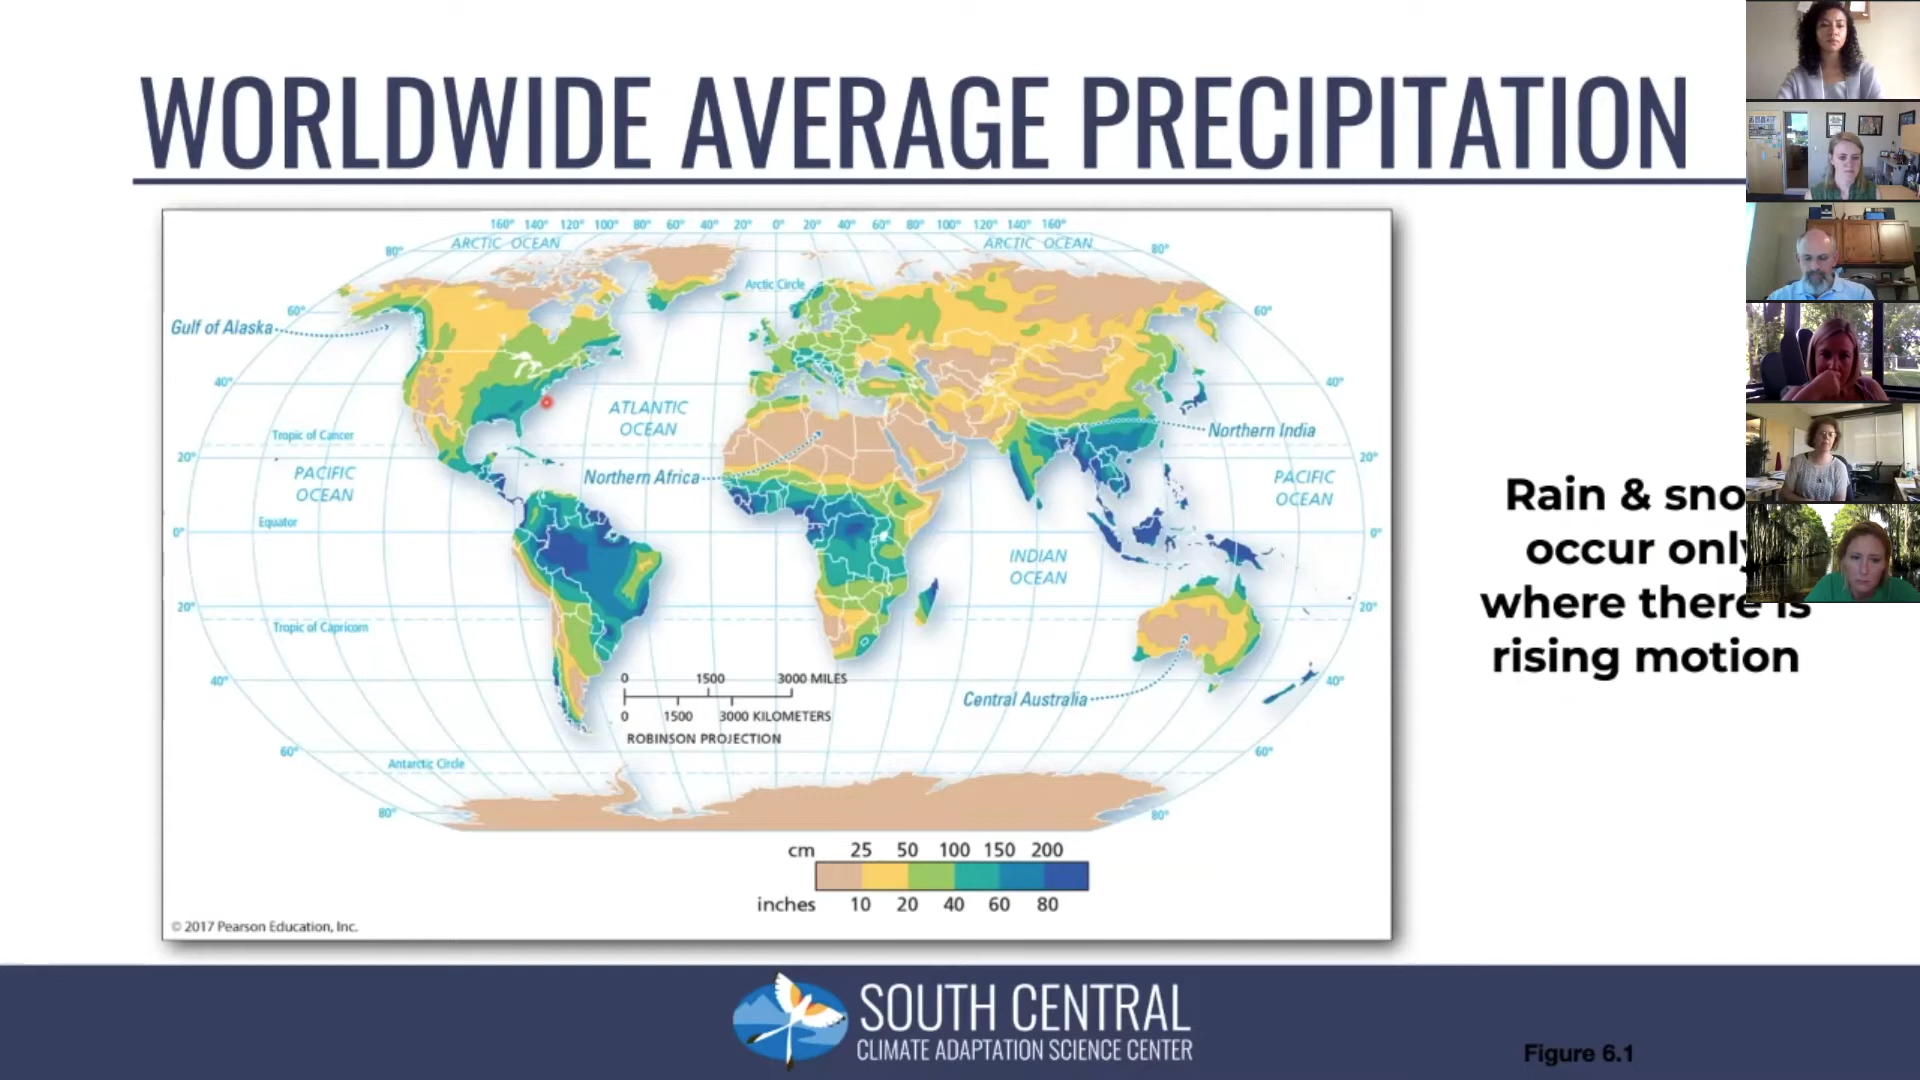 WORLDWIDE AVERAGE PRECIPITATION
160° 140° 120° 100° 80° 60° 40° 20° 0° 20° 40° 60° 80° 100° 120° 140° 160°
ARCTIC OCEAN
ARCTIC OCEAN
80°
80°
Arctic Circle
60°
60°
Gulf of Alaska
40°
40°
ATLANTIC
OCEAN
Northern India
Tropic of Cancer
20°
20°
PACIFIC
OCEAN
Northern Africa
PACIFIC
OCEAN
Equator
0°
0°
INDIAN
OCEAN
20°
20°
Tropic of Capricorn
40°
40°
Central Australia
0 1500 3000 MILES
0 1500 3000 KILOMETERS
ROBINSON PROJECTION
60°
60°
Antarctic Circle
80°
80°
cm 25 50 100 150 200
inches 10 20 40 60 80
© 2017 Pearson Education, Inc.
Rain & sno
occur only
where there is
rising motion
SOUTH CENTRAL
CLIMATE ADAPTATION SCIENCE CENTER
Figure 6.1